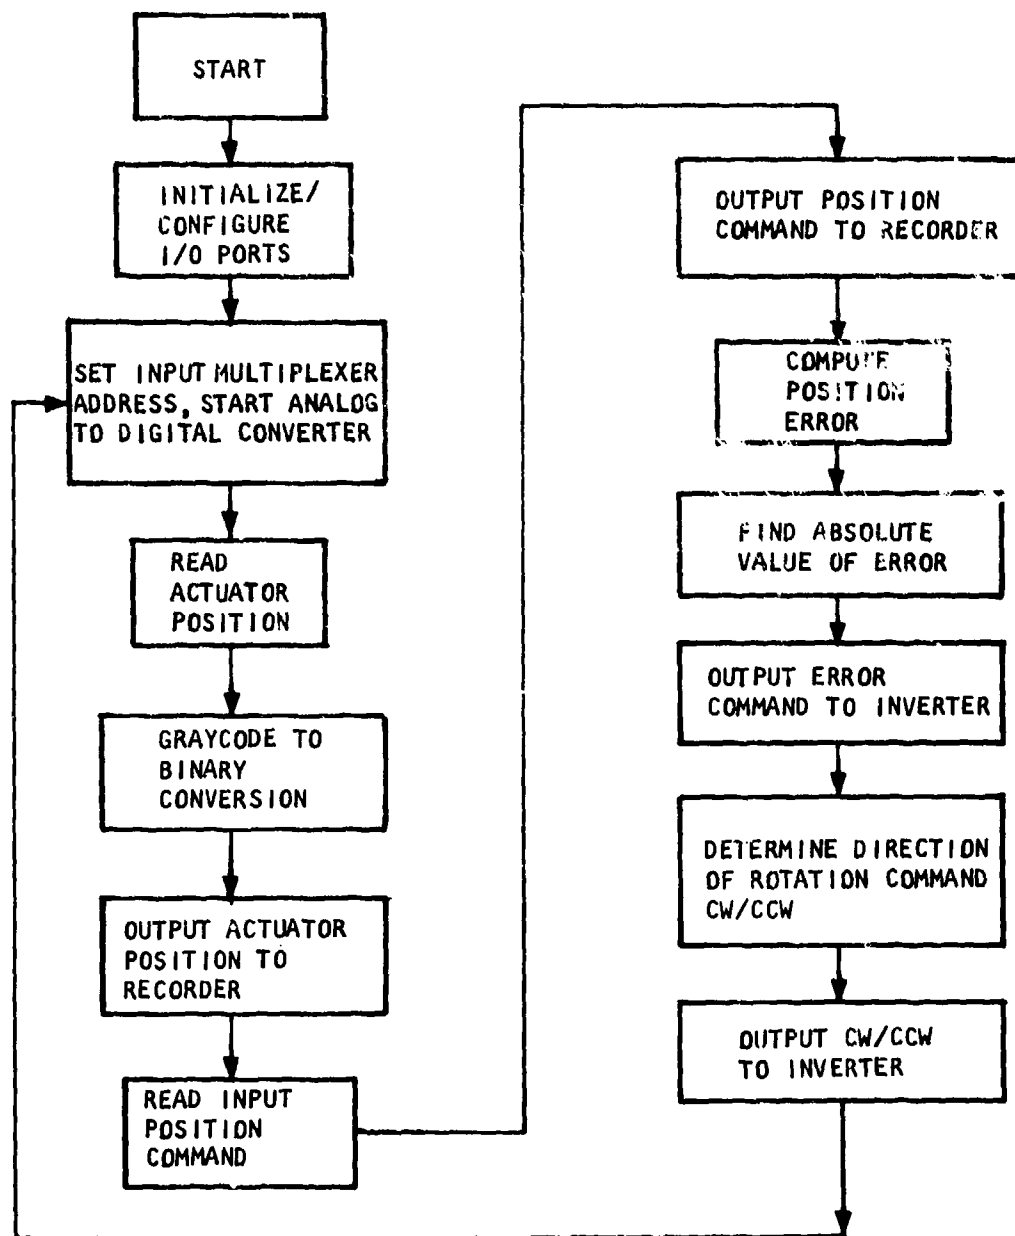 START
INITIALIZE/
CONFIGURE
I/O PORTS
SET INPUT MULTIPLEXER
ADDRESS, START ANALOG
TO DIGITAL CONVERTER
READ
ACTUATOR
POSITION
GRAYCODE TO
BINARY
CONVERSION
OUTPUT ACTUATOR
POSITION TO
RECORDER
READ INPUT
POSITION
COMMAND
OUTPUT POSITION
COMMAND TO RECORDER
COMPUTE
POSITION
ERROR
FIND ABSOLUTE
VALUE OF ERROR
OUTPUT ERROR
COMMAND TO INVERTER
DETERMINE DIRECTION
OF ROTATION COMMAND
CW/CCW
OUTPUT CW/CCW
TO INVERTER